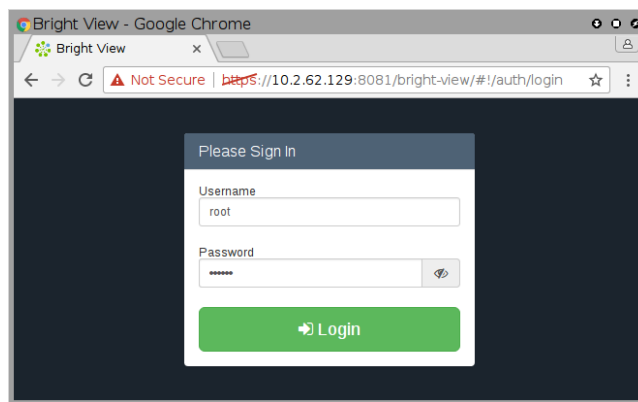 Bright View - Google Chrome
Bright View
Not Secure | https://10.2.62.129:8081/bright-view/#!/auth/login
Please Sign In
Username
root
Password
••••••
Login